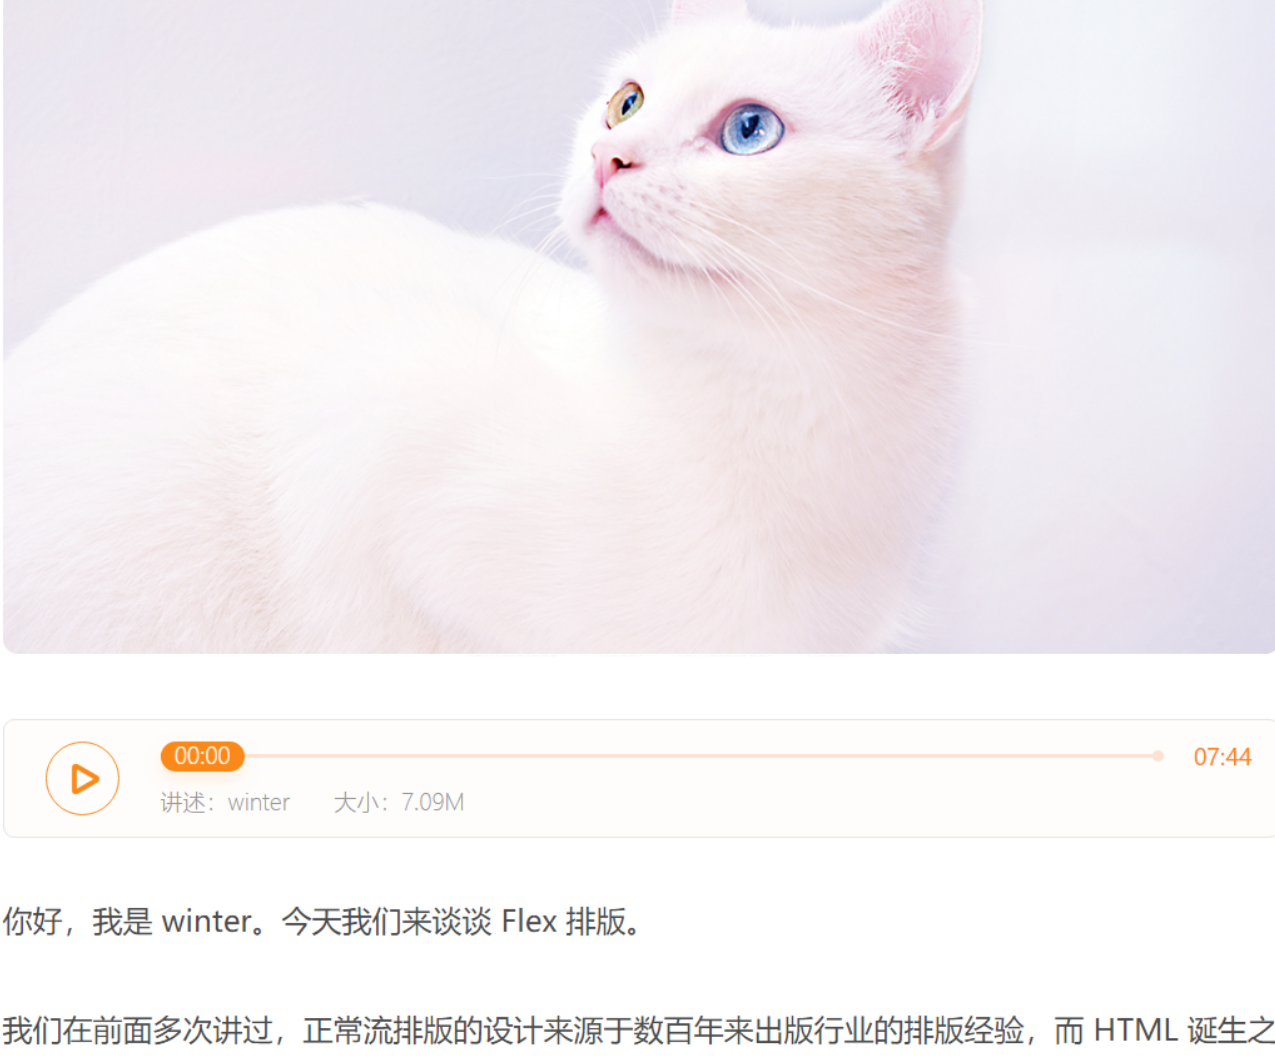 00:00
07:44
讲述：winter 大小：7.09M
你好，我是 winter。今天我们来谈谈 Flex 排版。
我们在前面多次讲过，正常流排版的设计来源于数百年来出版行业的排版经验，而 HTML 诞生之